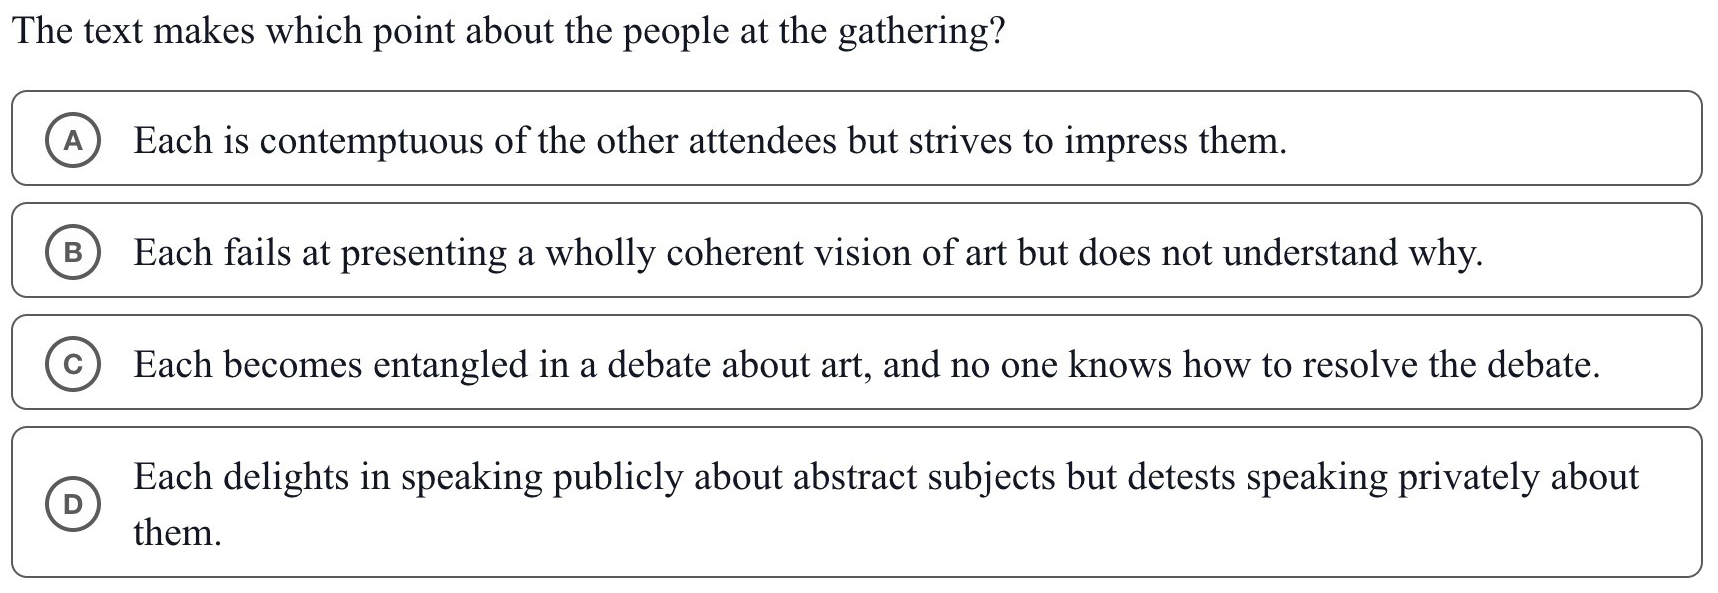 The text makes which point about the people at the gathering?
A Each is contemptuous of the other attendees but strives to impress them.
B Each fails at presenting a wholly coherent vision of art but does not understand why.
C Each becomes entangled in a debate about art, and no one knows how to resolve the debate.
D Each delights in speaking publicly about abstract subjects but detests speaking privately about
them.